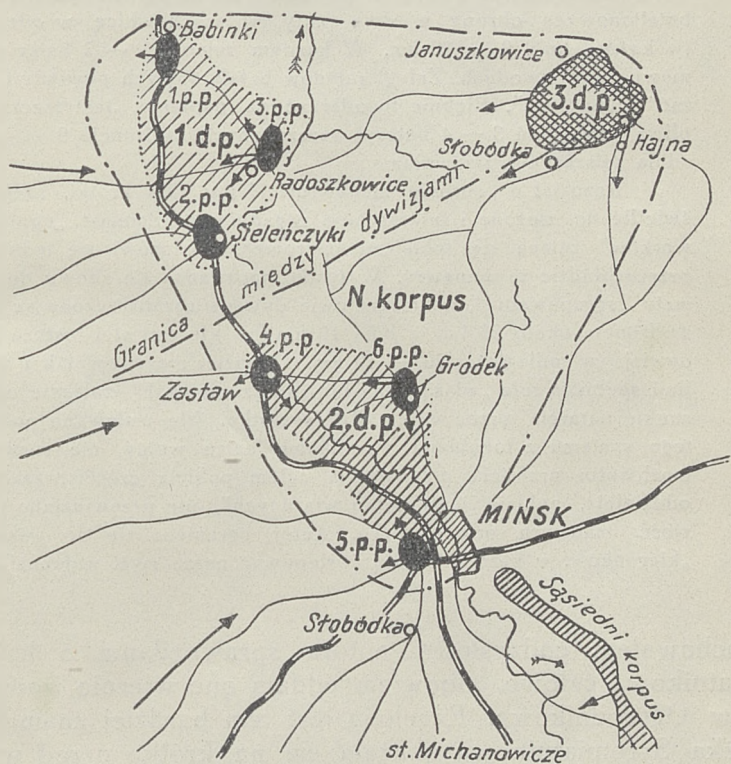 Babinki
Januszkowice
1.p.p.
3.p.p.
3.d.p.
1.d.p.
Słobódka
Hajna
Radoszkowice
2.p.p.
Sieleńczyki
Granica między dywizjami
N.korpus
4.p.p.
6.p.p.
Gródek
Zastaw
2.d.p.
MIŃSK
5.p.p.
Słobódka
Sąsiedni korpus
st.Michanowicze